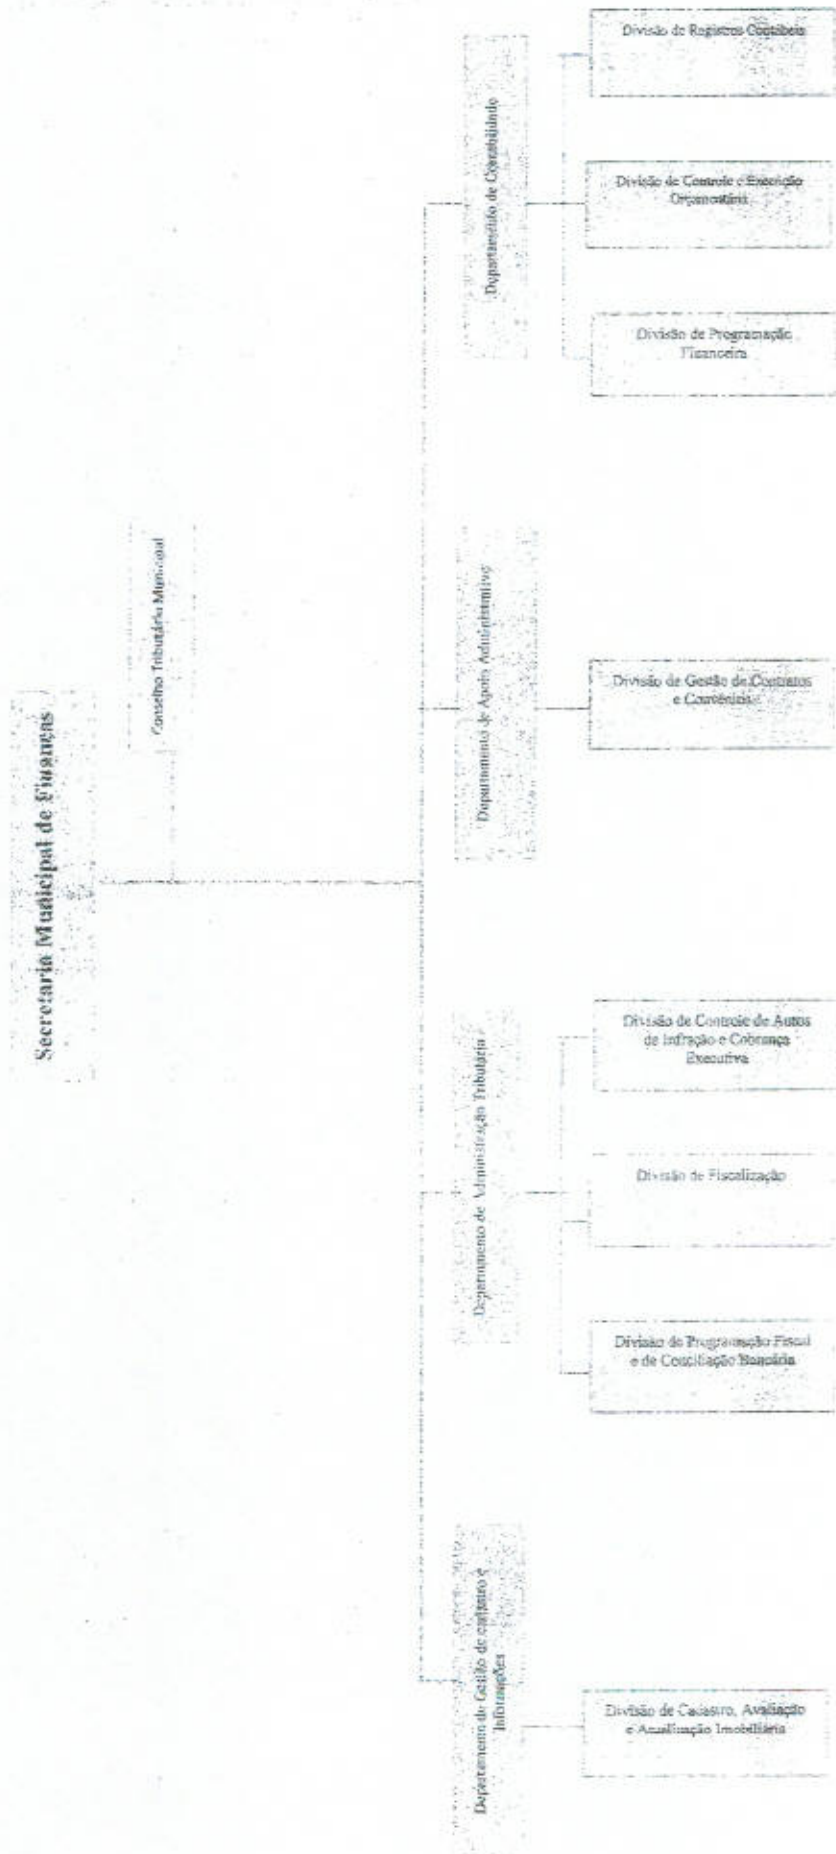 Secretaria Municipal de Finanças
Conselho Tributário Municipal
Departamento de Gestão de cadastro e
Informações
Departamento de Administração Tributária
Departamento de Apoio Administrativo
Departamento de Contabilidade
Divisão de Registros Contábeis
Divisão de Controle e Execução
Orçamentária
Divisão de Programação
Financeira
Divisão de Gestão de Contratos
e Convênios
Divisão de Controle de Autos
de Infração e Cobrança
Executiva
Divisão de Fiscalização
Divisão de Programação Fiscal
e de Conciliação Bancária
Divisão de Cadastro, Avaliação
e Atualização Imobiliária